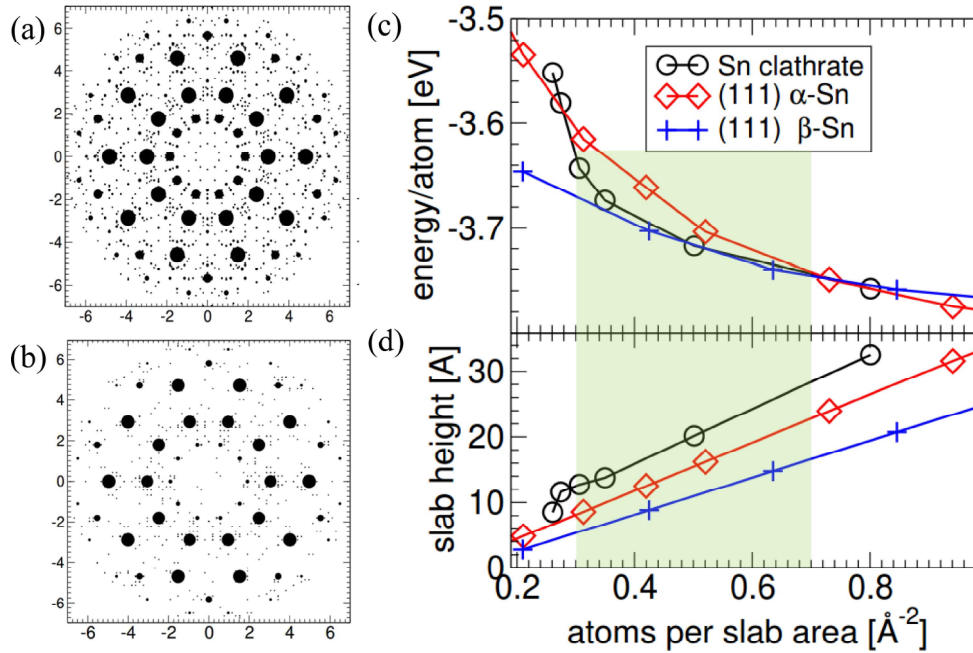 (a)
6
4
2
0
-2
-4
-6
-6 -4 -2 0 2 4 6
(b)
6
4
2
0
-2
-4
-6
-6 -4 -2 0 2 4 6
(c)
-3.5
-3.6
-3.7
energy/atom [eV]
Sn clathrate
(111) α-Sn
(111) β-Sn
(d)
30
20
10
0
slab height [A]
0.2 0.4 0.6 0.8
atoms per slab area [Å-2]